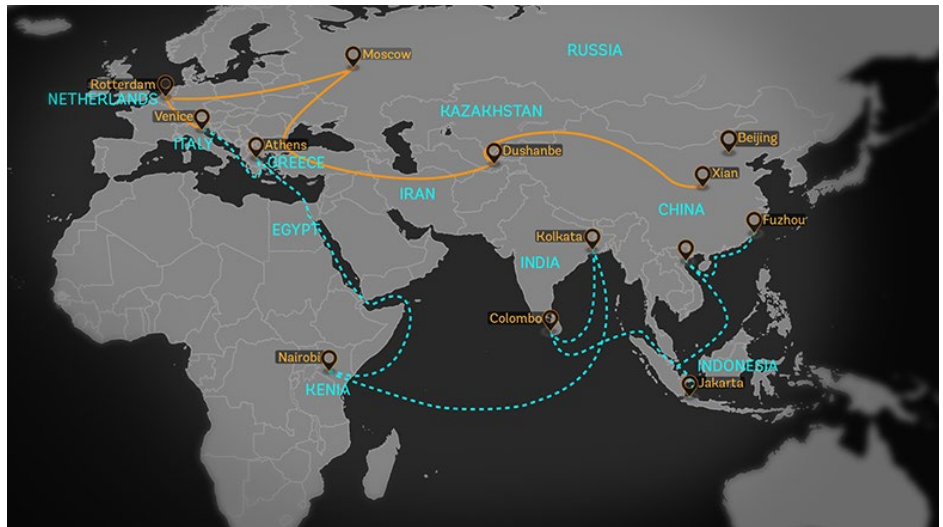 RUSSIA
Moscow
Rotterdam
NETHERLANDS
KAZAKHSTAN
Venice
ITALY
Athens
GREECE
Dushanbe
Beijing
Xian
IRAN
CHINA
Fuzhou
EGYPT
Kolkata
INDIA
Colombo
Nairobi
KENIA
INDONESIA
Jakarta